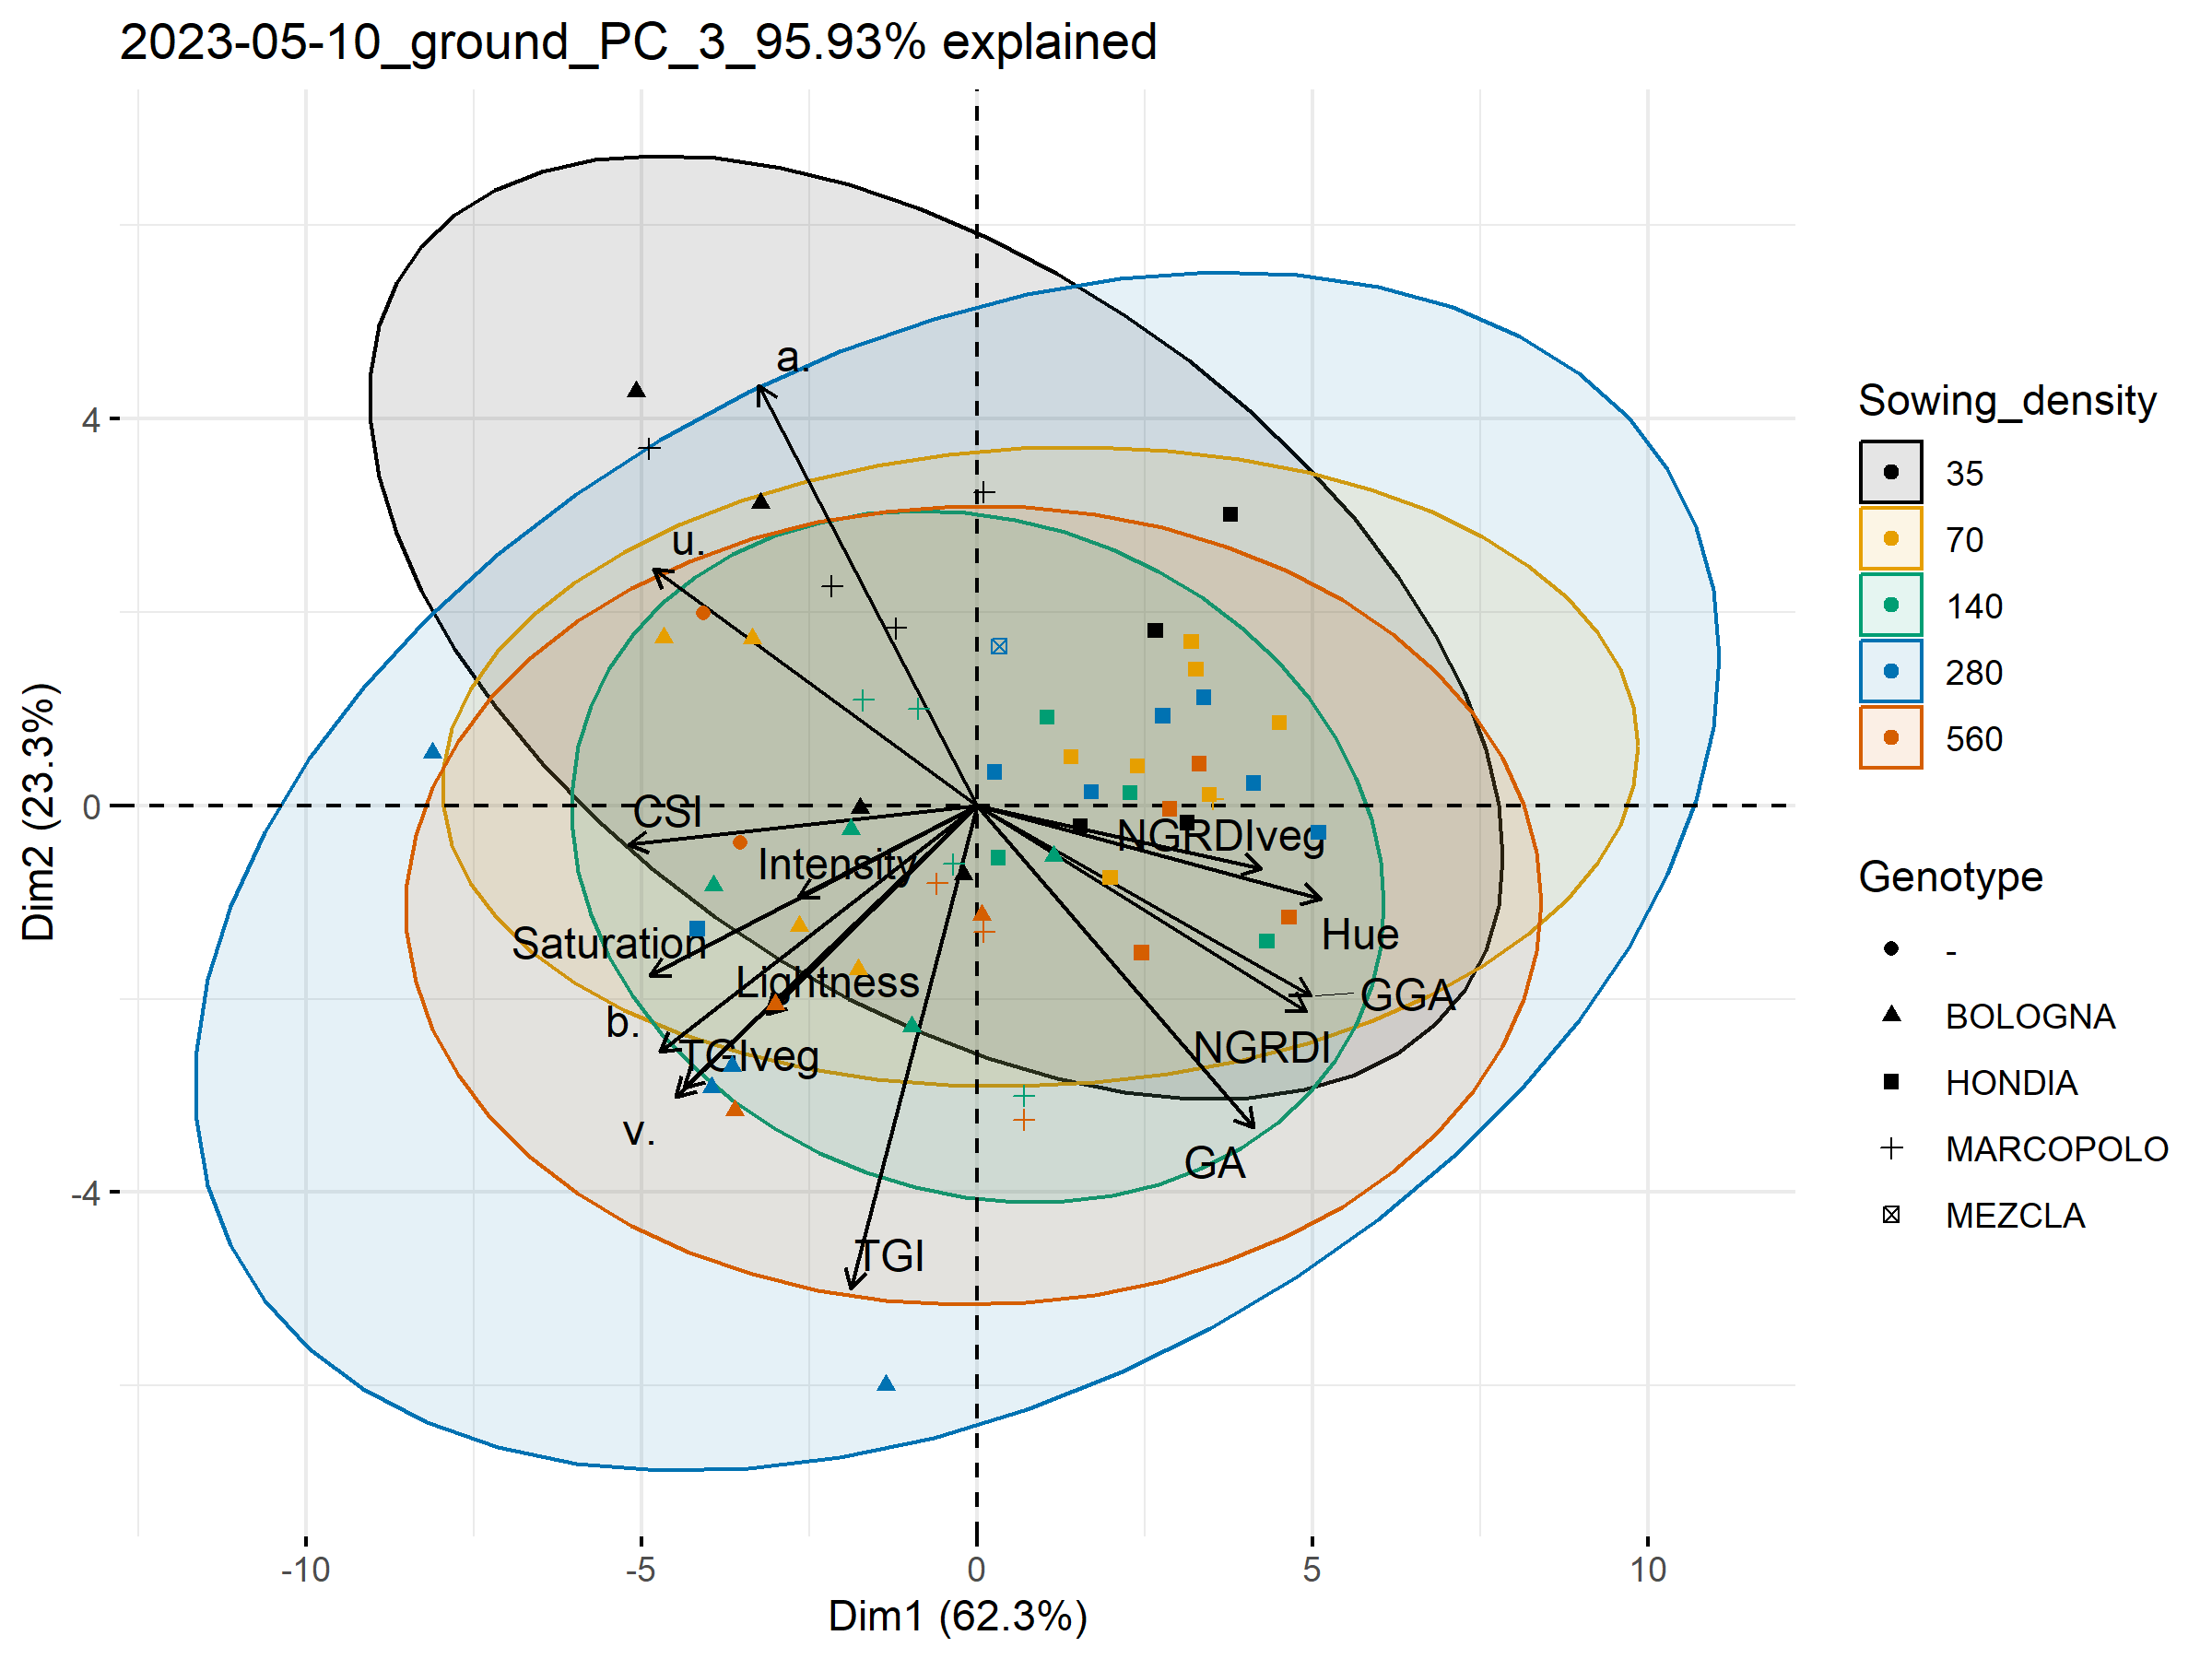 2023-05-10_ground_PC_3_95.93% explained
Dim2 (23.3%)
4
0
-4
a.
u.
CSI
NGRDIveg
Intensity
Hue
Saturation
Lightness
GGA
b.
NGRDI
TGIveg
v.
GA
TGI
-10
-5
0
5
10
Dim1 (62.3%)
Sowing_density
35
70
140
280
560
Genotype
-
BOLOGNA
HONDIA
MARCOPOLO
MEZCLA